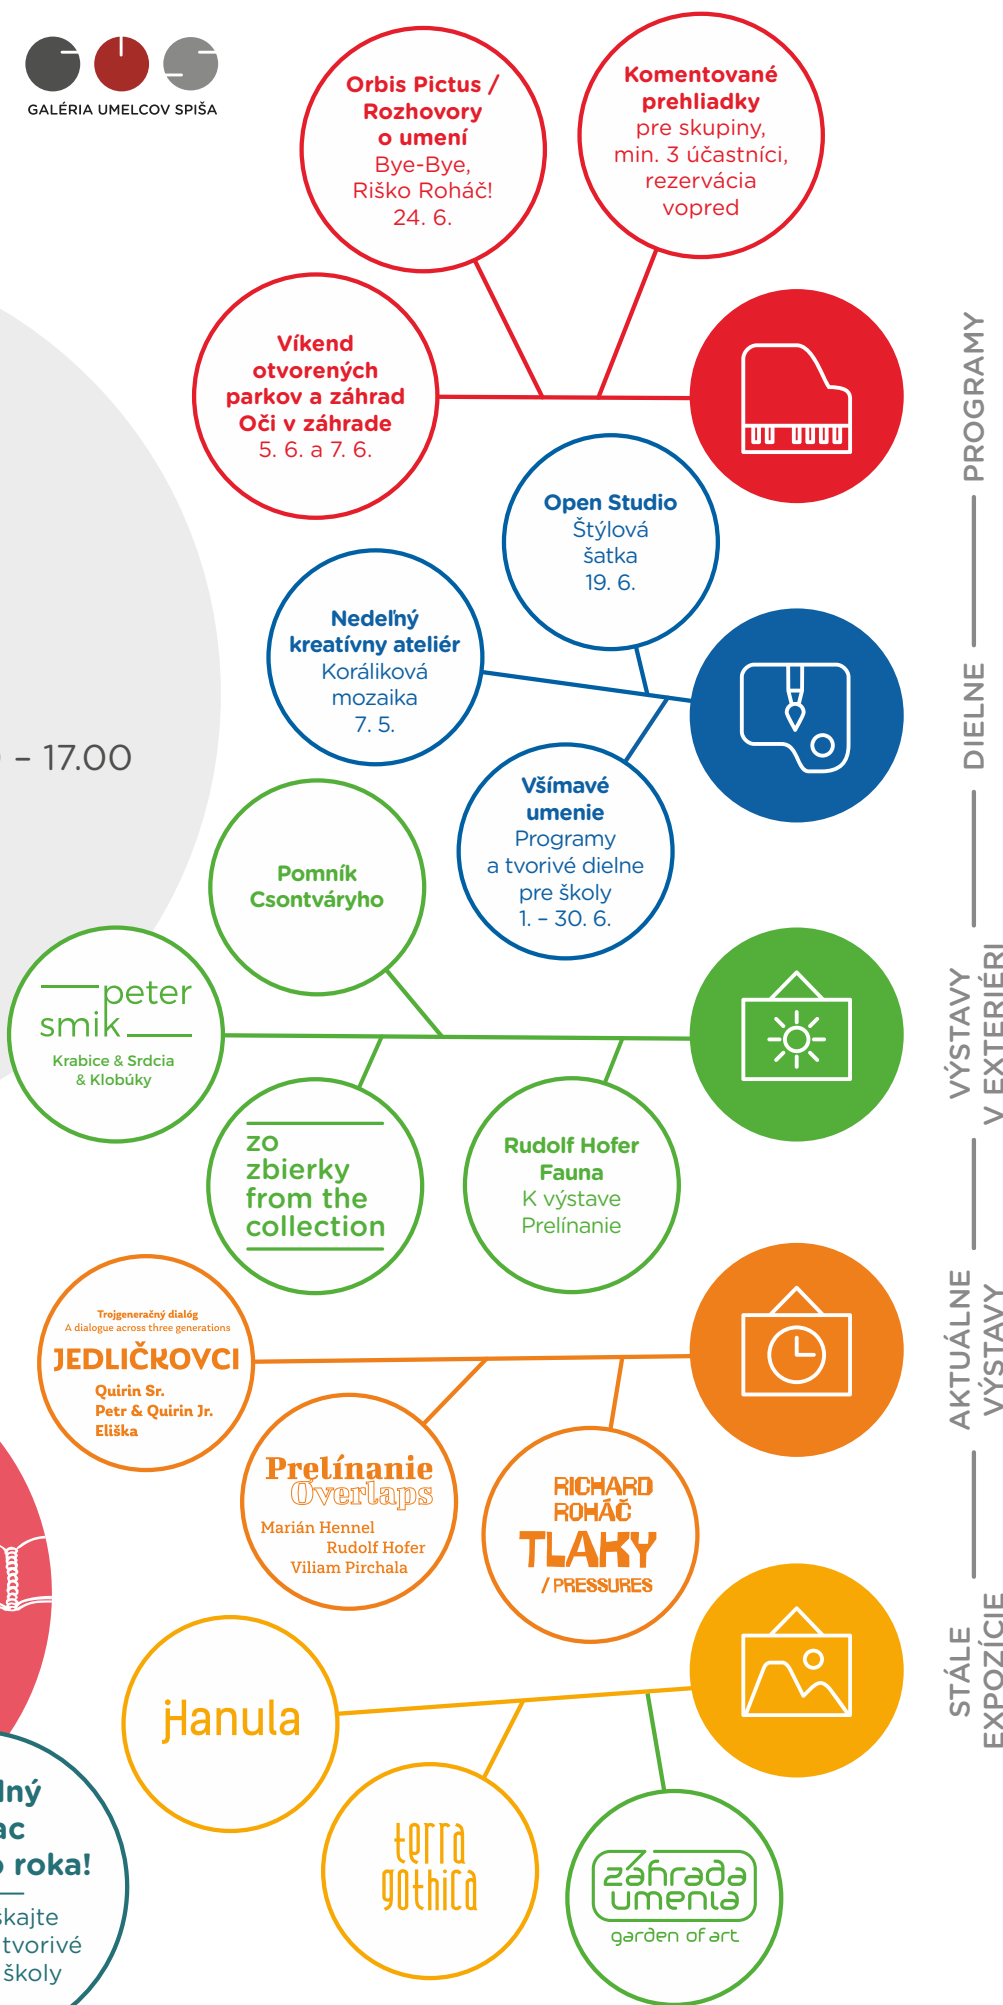 GALÉRIA UMELCOV SPIŠA
Orbis Pictus /
Rozhovory
o umení
Bye-Bye,
Riško Roháč!
24. 6.
Komentované
prehliadky
pre skupiny,
min. 3 účastníci,
rezervácia
vopred
Víkend
otvorených
parkov a záhrad
Oči v záhrade
5. 6. a 7. 6.
PROGRAMY
Open Studio
Štýlová
šatka
19. 6.
Nedeľný
kreatívny ateliér
Koráliková
mozaika
7. 5.
Všímavé
umenie
Programy
a tvorivé dielne
pre školy
1. – 30. 6.
DIELNE
– 17.00
Pomník
Csontváryho
peter
smik
Krabice & Srdcia
& Klobúky
zo
zbierky
from the
collection
Rudolf Hofer
Fauna
K výstave
Prelínanie
VÝSTAVY
V EXTERIÉRI
Trojgeneračný dialóg
A dialogue across three generations
JEDLIČKOVCI
Quirin Sr.
Petr & Quirin Jr.
Eliška
Prelínanie
Overlaps
Marián Hennel
Rudolf Hofer
Viliam Pirchala
RICHARD
ROHÁČ
TLAKY
/ PRESSURES
AKTUÁLNE
VÝSTAVY
jHanula
terra
gothica
záhrada
umenia
garden of art
STÁLE
EXPOZÍCIE
lný
ac
roka!
skajte
tvorivé
školy